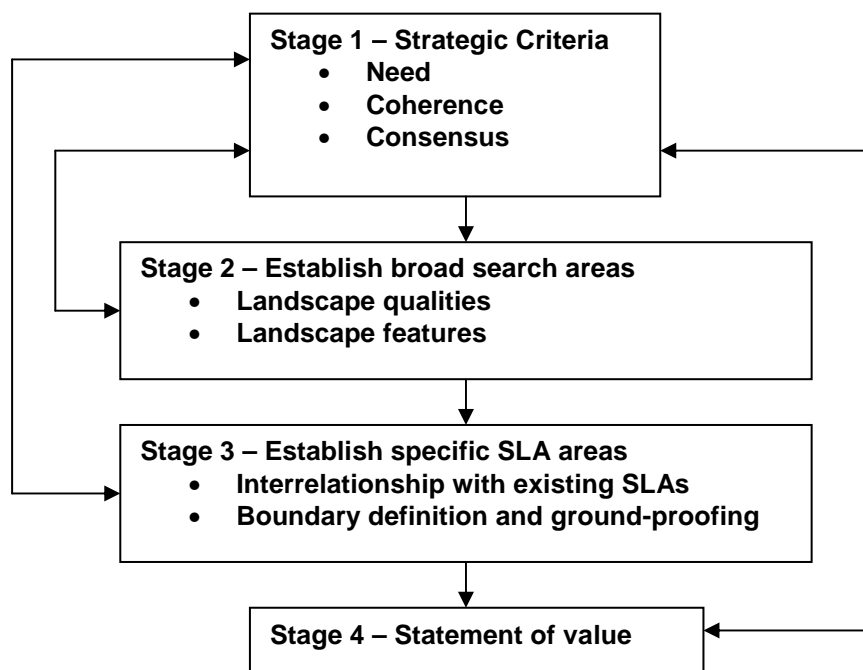 Stage 1 – Strategic Criteria
• Need
• Coherence
• Consensus
Stage 2 – Establish broad search areas
• Landscape qualities
• Landscape features
Stage 3 – Establish specific SLA areas
• Interrelationship with existing SLAs
• Boundary definition and ground-proofing
Stage 4 – Statement of value